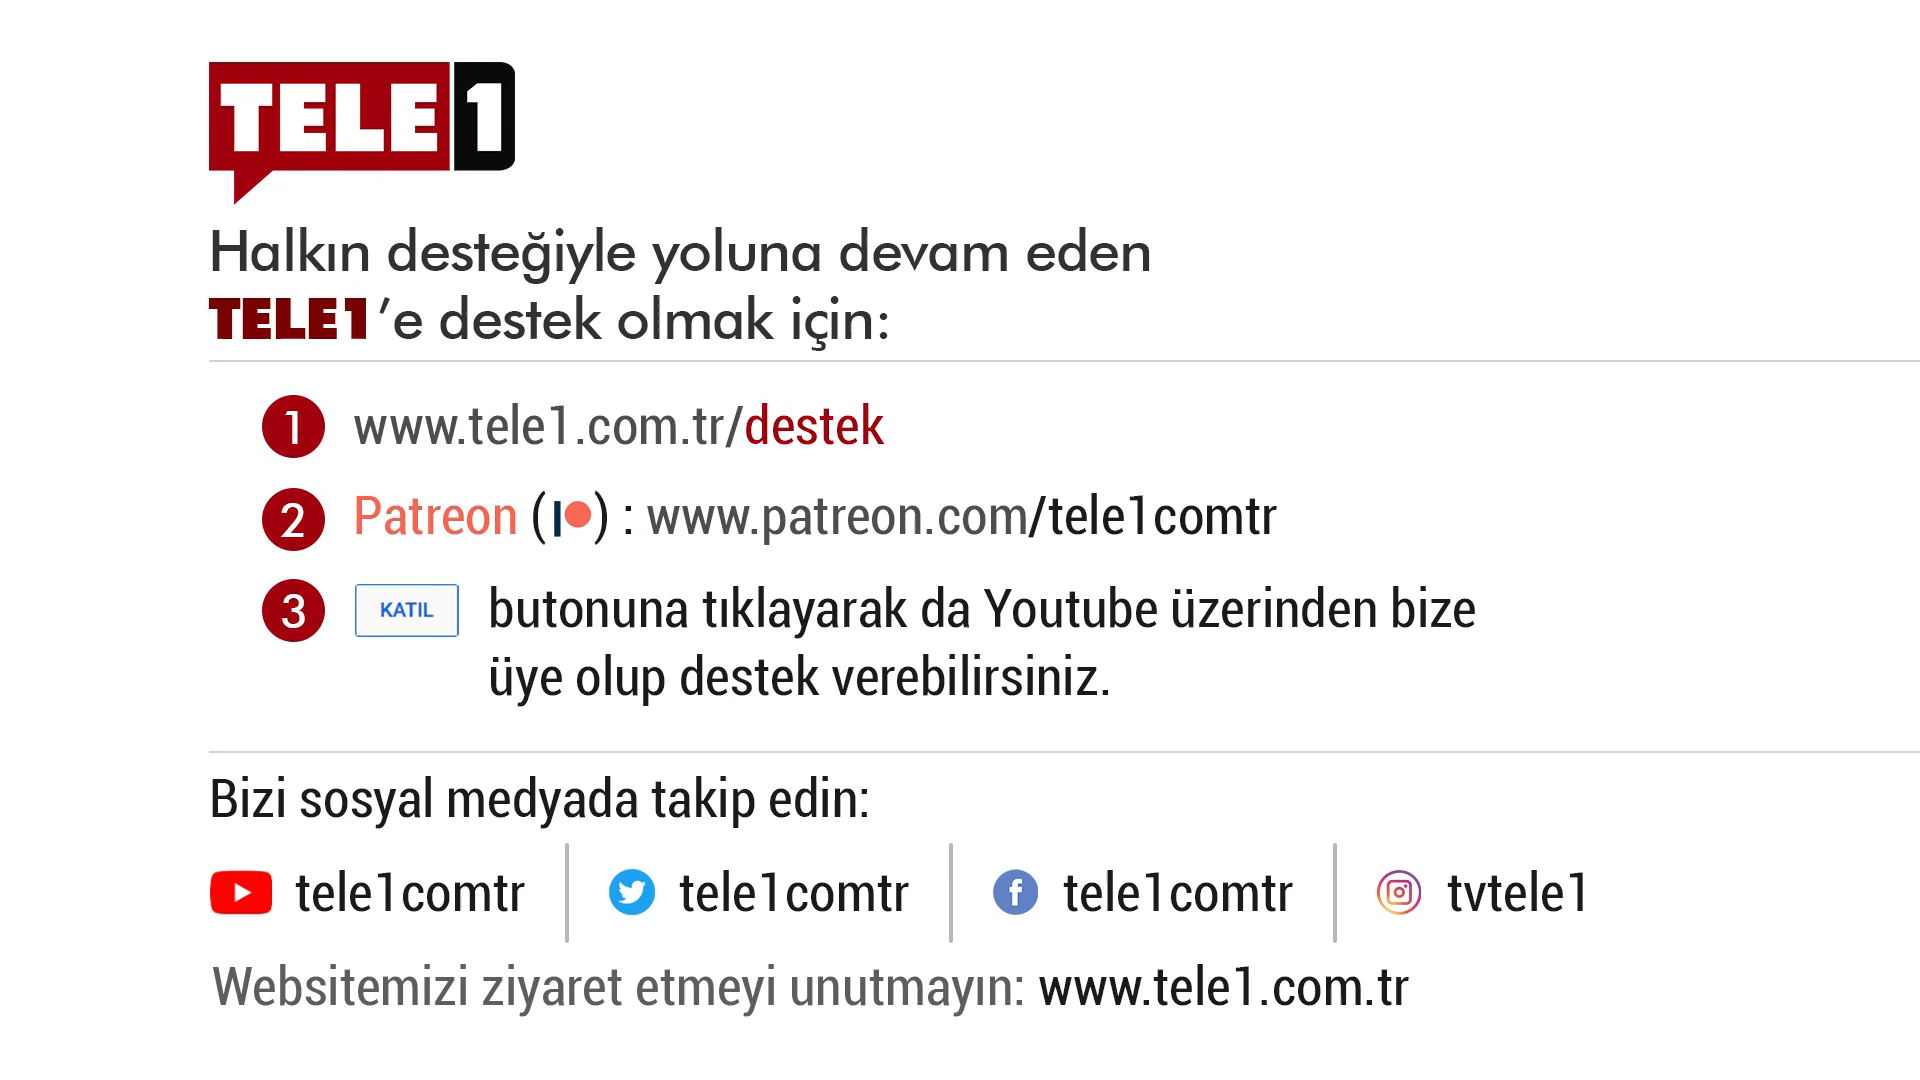 TELE1
Halkın desteğiyle yoluna devam eden
TELE1’e destek olmak için:
1 www.tele1.com.tr/destek
2 Patreon ( ) : www.patreon.com/tele1comtr
3 KATIL butonuna tıklayarak da Youtube üzerinden bize
üye olup destek verebilirsiniz.
Bizi sosyal medyada takip edin:
tele1comtr tele1comtr tele1comtr tvtele1
Websitemizi ziyaret etmeyi unutmayın: www.tele1.com.tr